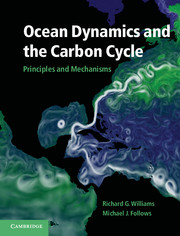 Ocean Dynamics and
the Carbon Cycle
Principles and Mechanisms
Richard G. Williams
Michael J. Follows
CAMBRIDGE